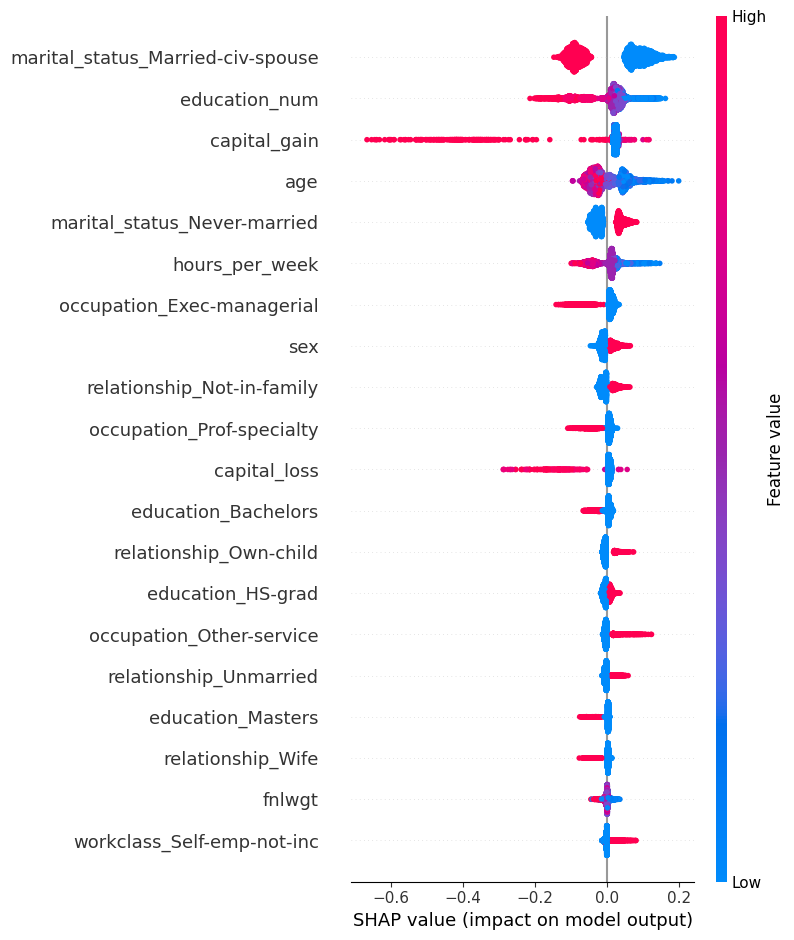 High
marital_status_Married-civ-spouse
education_num
capital_gain
age
marital_status_Never-married
hours_per_week
occupation_Exec-managerial
sex
relationship_Not-in-family
occupation_Prof-specialty
capital_loss
education_Bachelors
relationship_Own-child
education_HS-grad
occupation_Other-service
relationship_Unmarried
education_Masters
relationship_Wife
fnlwgt
workclass_Self-emp-not-inc
Feature value
Low
−0.6 −0.4 −0.2 0.0 0.2
SHAP value (impact on model output)